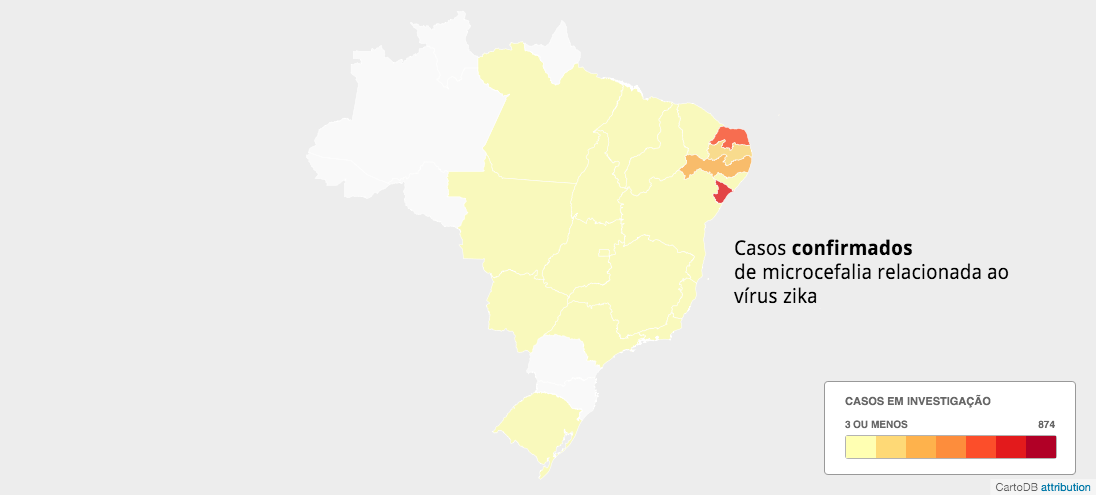 Casos confirmados
de microcefalia relacionada ao
vírus zika
CASOS EM INVESTIGAÇÃO
3 OU MENOS 874
CartoDB attribution